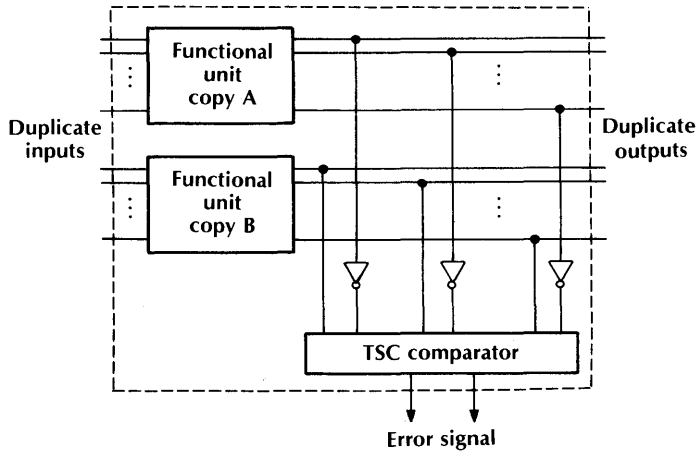 Functional
unit
copy A
Duplicate
inputs
Duplicate
outputs
Functional
unit
copy B
TSC comparator
Error signal